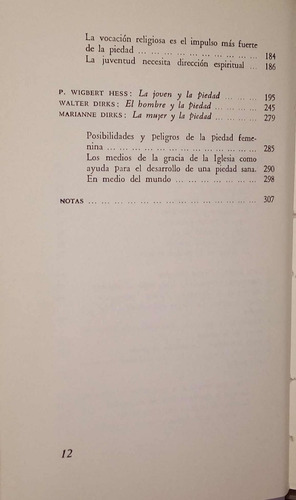 La vocación religiosa es el impulso más fuerte
de la piedad ... ... ... ... ... ... ... ... ... ... 184
La juventud necesita dirección espiritual ... 186
P. WIGBERT HESS: La joven y la piedad ... ... ... 195
WALTER DIRKS: El hombre y la piedad ... ... ... ... 245
MARIANNE DIRKS: La mujer y la piedad ... ... ... 279
Posibilidades y peligros de la piedad feme-
nina ... ... ... ... ... ... ... ... ... ... ... ... 285
Los medios de la gracia de la Iglesia como
ayuda para el desarrollo de una piedad sana. 290
En medio del mundo ... ... ... ... ... ... ... 298
NOTAS ... ... ... ... ... ... ... ... ... ... ... ... ... 307
12